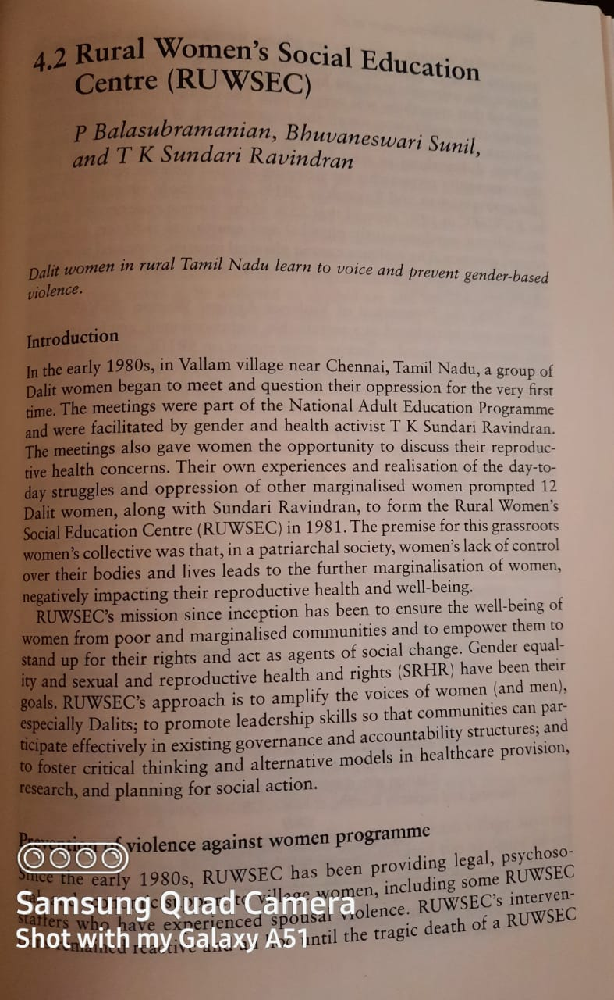 4.2 Rural Women's Social Education
Centre (RUWSEC)
P Balasubramanian, Bhuvaneswari Sunil,
and T K Sundari Ravindran
Dalit women in rural Tamil Nadu learn to voice and prevent gender-based
violence.
Introduction
In the early 1980s, in Vallam village near Chennai, Tamil Nadu, a group of
Dalit women began to meet and question their oppression for the very first
time. The meetings were part of the National Adult Education Programme
and were facilitated by gender and health activist T K Sundari Ravindran.
The meetings also gave women the opportunity to discuss their reproduc-
tive health concerns. Their own experiences and realisation of the day-to-
day struggles and oppression of other marginalised women prompted 12
Dalit women, along with Sundari Ravindran, to form the Rural Women's
Social Education Centre (RUWSEC) in 1981. The premise for this grassroots
women's collective was that, in a patriarchal society, women's lack of control
over their bodies and lives leads to the further marginalisation of women,
negatively impacting their reproductive health and well-being.
RUWSEC's mission since inception has been to ensure the well-being of
women from poor and marginalised communities and to empower them to
stand up for their rights and act as agents of social change. Gender equal-
ity and sexual and reproductive health and rights (SRHR) have been their
goals. RUWSEC's approach is to amplify the voices of women (and men),
especially Dalits; to promote leadership skills so that communities can par-
ticipate effectively in existing governance and accountability structures; and
to foster critical thinking and alternative models in healthcare provision,
research, and planning for social action.
Prevention of violence against women programme
Since the early 1980s, RUWSEC has been providing legal, psychoso-
support to village women, including some RUWSEC
staffers who have experienced spousal violence. RUWSEC's interven-
remained reactive and until the tragic death of a RUWSEC
Samsung Quad Camera
Shot with my Galaxy A51